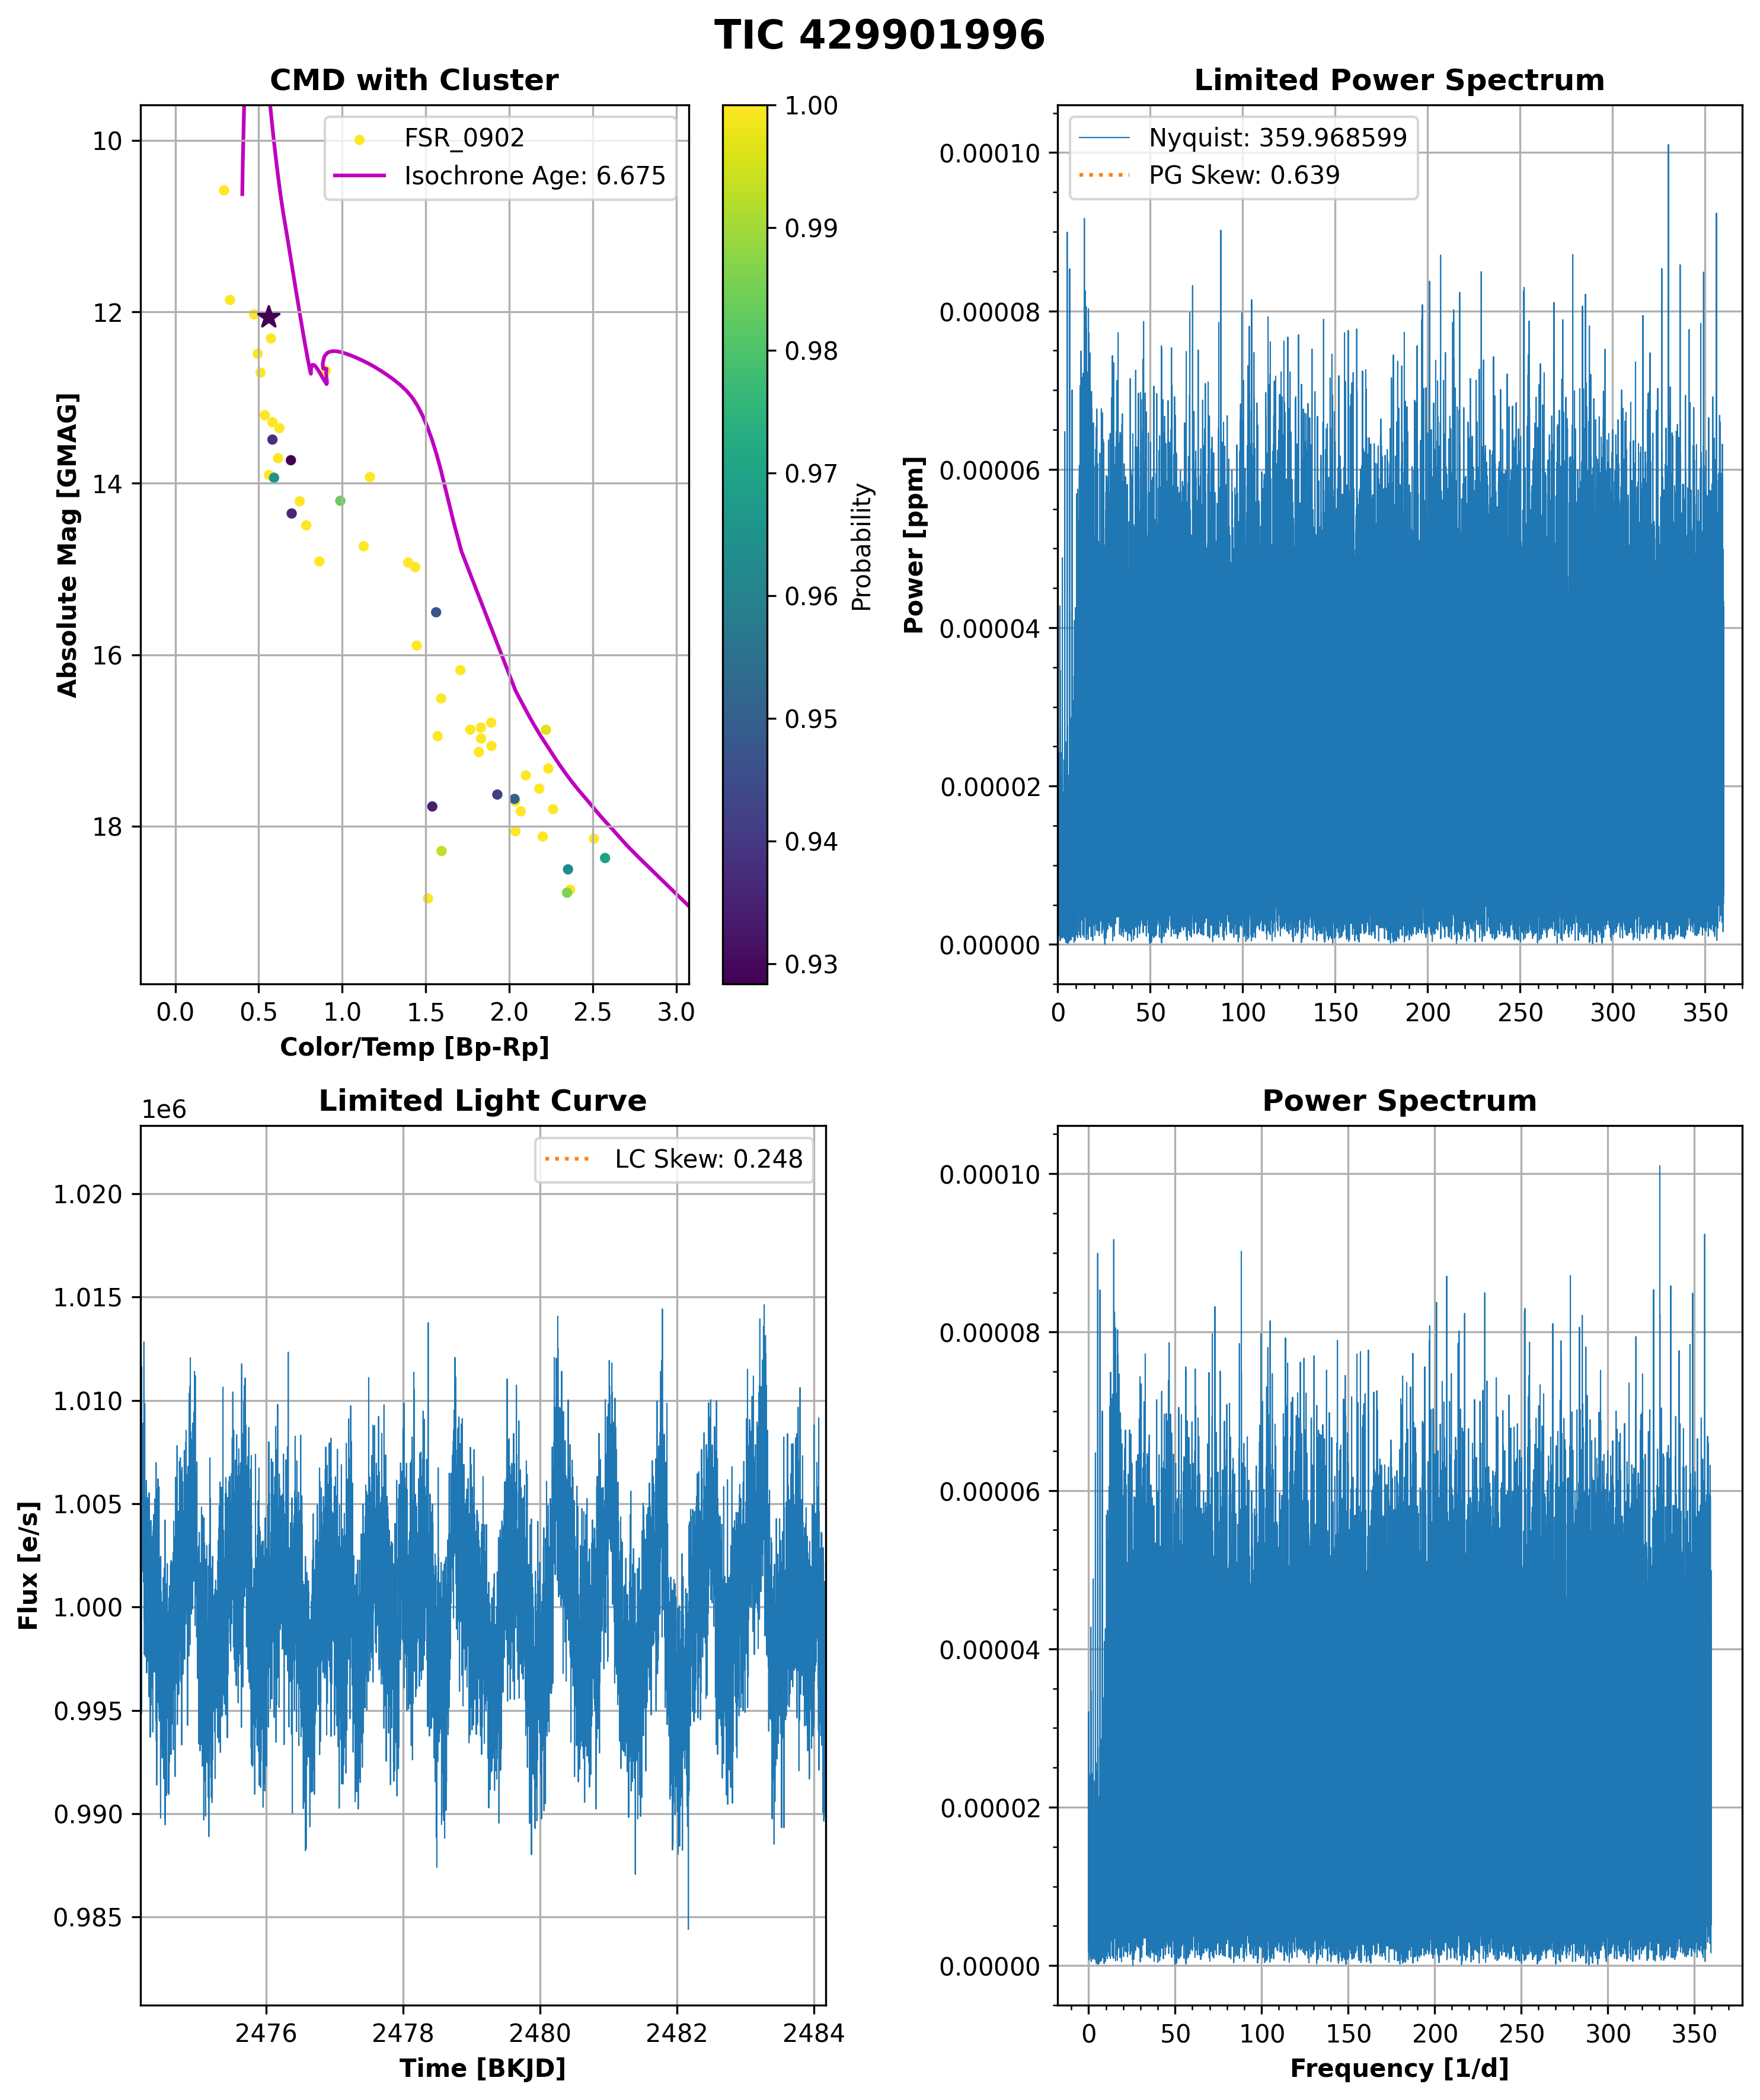 TIC 429901996
CMD with Cluster
FSR_0902
Isochrone Age: 6.675
10
12
14
16
18
Absolute Mag [GMAG]
0.0 0.5 1.0 1.5 2.0 2.5 3.0
Color/Temp [Bp-Rp]
1.00
0.99
0.98
0.97
0.96
0.95
0.94
0.93
Probability
Limited Power Spectrum
Nyquist: 359.968599
PG Skew: 0.639
0.00010
0.00008
0.00006
0.00004
0.00002
0.00000
Power [ppm]
0 50 100 150 200 250 300 350
Limited Light Curve
1e6
LC Skew: 0.248
1.020
1.015
1.010
1.005
1.000
0.995
0.990
0.985
Flux [e/s]
2476 2478 2480 2482 2484
Time [BKJD]
Power Spectrum
0.00010
0.00008
0.00006
0.00004
0.00002
0.00000
0 50 100 150 200 250 300 350
Frequency [1/d]